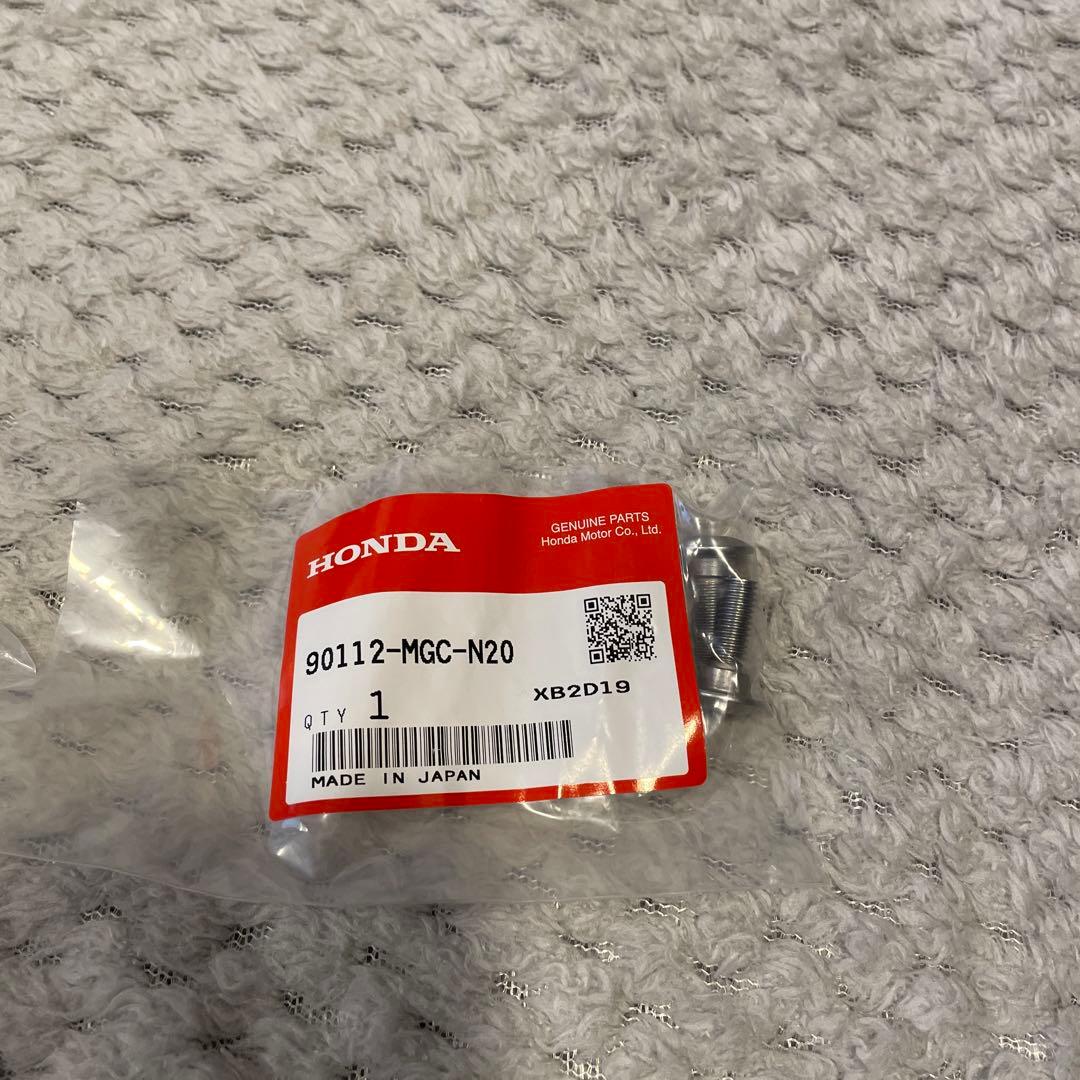 HONDA
GENUINE PARTS
Honda Motor Co., Ltd.
90112-MGC-N20
XB2D19
QTY 1
MADE IN JAPAN